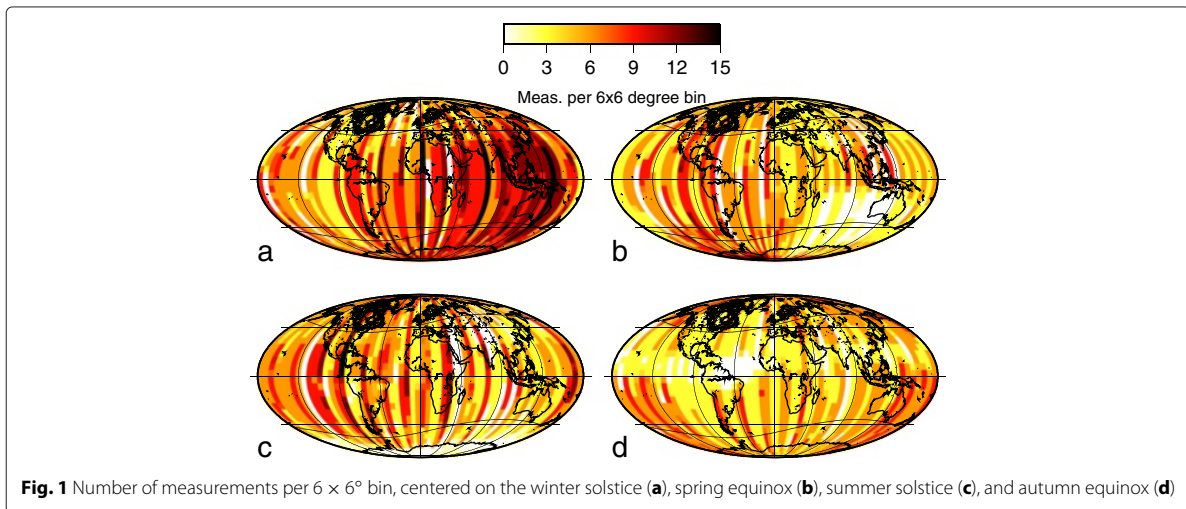 0 3 6 9 12 15
Meas. per 6x6 degree bin
a
b
c
d
Fig. 1 Number of measurements per 6 × 6° bin, centered on the winter solstice (a), spring equinox (b), summer solstice (c), and autumn equinox (d)